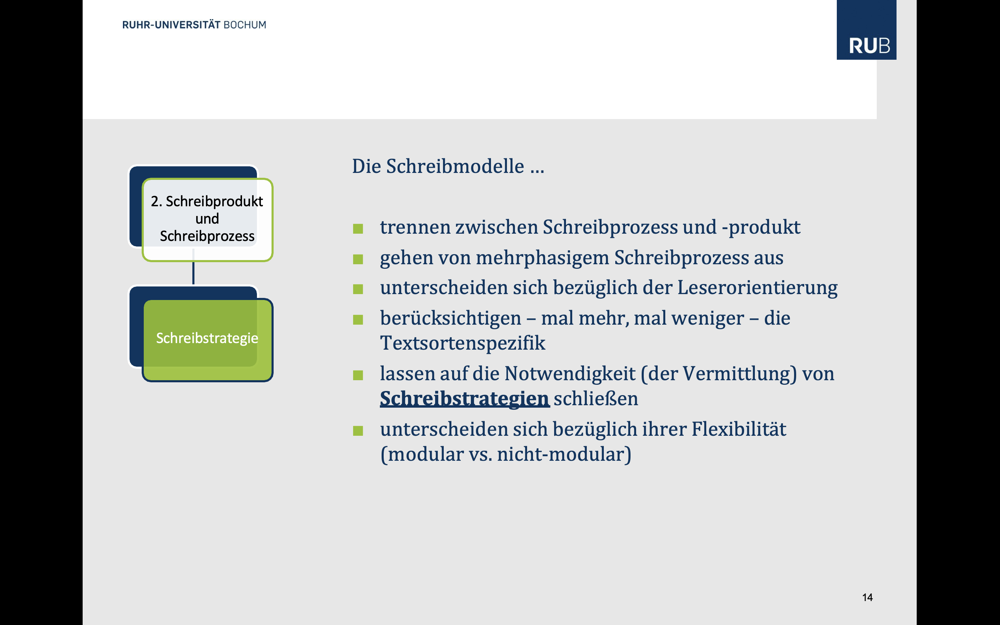 RUHR-UNIVERSITÄT BOCHUM
RUB
2. Schreibprodukt
und
Schreibprozess
Schreibstrategie
Die Schreibmodelle ...
■ trennen zwischen Schreibprozess und -produkt
■ gehen von mehrphasigem Schreibprozess aus
■ unterscheiden sich bezüglich der Leserorientierung
■ berücksichtigen – mal mehr, mal weniger – die
Textsortenspezifik
■ lassen auf die Notwendigkeit (der Vermittlung) von
Schreibstrategien schließen
■ unterscheiden sich bezüglich ihrer Flexibilität
(modular vs. nicht-modular)
14